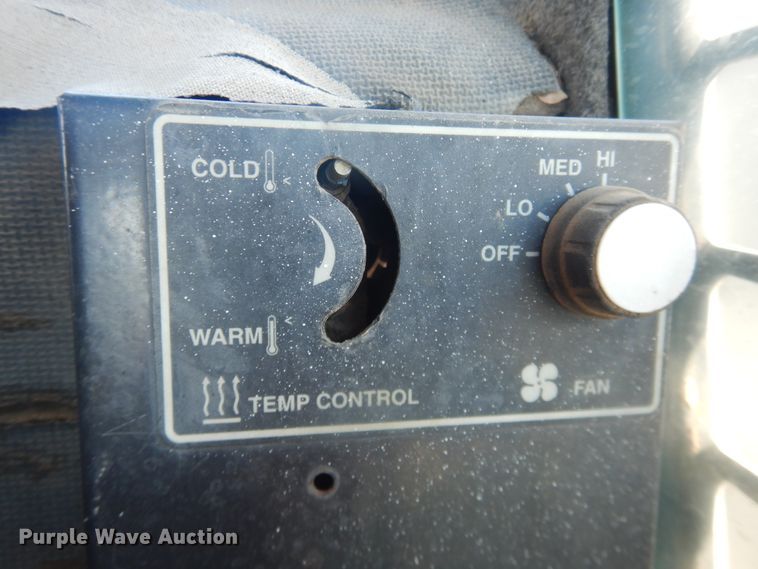 COLD
MED HI
LO
OFF
WARM
TEMP CONTROL
FAN
Purple Wave Auction